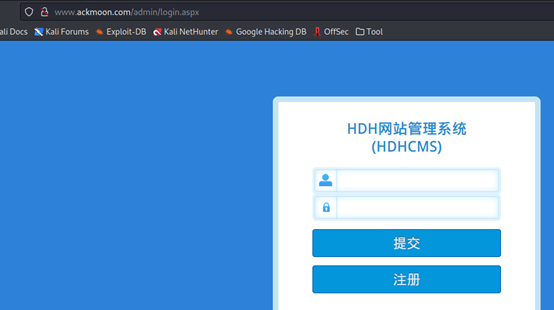 www.ackmoon.com/admin/login.aspx
ali Docs Kali Forums Exploit-DB Kali NetHunter Google Hacking DB OffSec Tool
HDH网站管理系统
(HDHCMS)
提交
注册